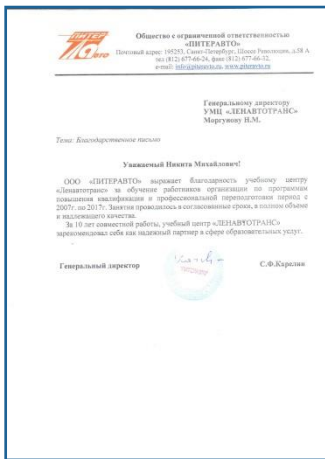 ПИТЕР
Авто
Общество с ограниченной ответственностью
«ПИТЕРАВТО»
Почтовый адрес: 195253, Санкт-Петербург, Шоссе Революции, д.58 А.
тел (812) 677-66-24, факс (812) 677-66-32,
e-mail: info@piteravto.ru, www.piteravto.ru
Генеральному директору
УМЦ «ЛЕНАВТОТРАНС»
Моргунову Н.М.
Тема: Благодарственное письмо
Уважаемый Никита Михайлович!
ООО «ПИТЕРАВТО» выражает благодарность учебному центру
«Ленавтотранс» за обучение работников организации по программам
повышения квалификации и профессиональной переподготовки период с
2007г. по 2017г. Занятия проводилось в согласованные сроки, в полном объеме
и надлежащего качества.
За 10 лет совместной работы, учебный центр «ЛЕНАВТОТРАНС»
зарекомендовал себя как надежный партнер в сфере образовательных услуг.
Генеральный директор
С.Ф.Карелин